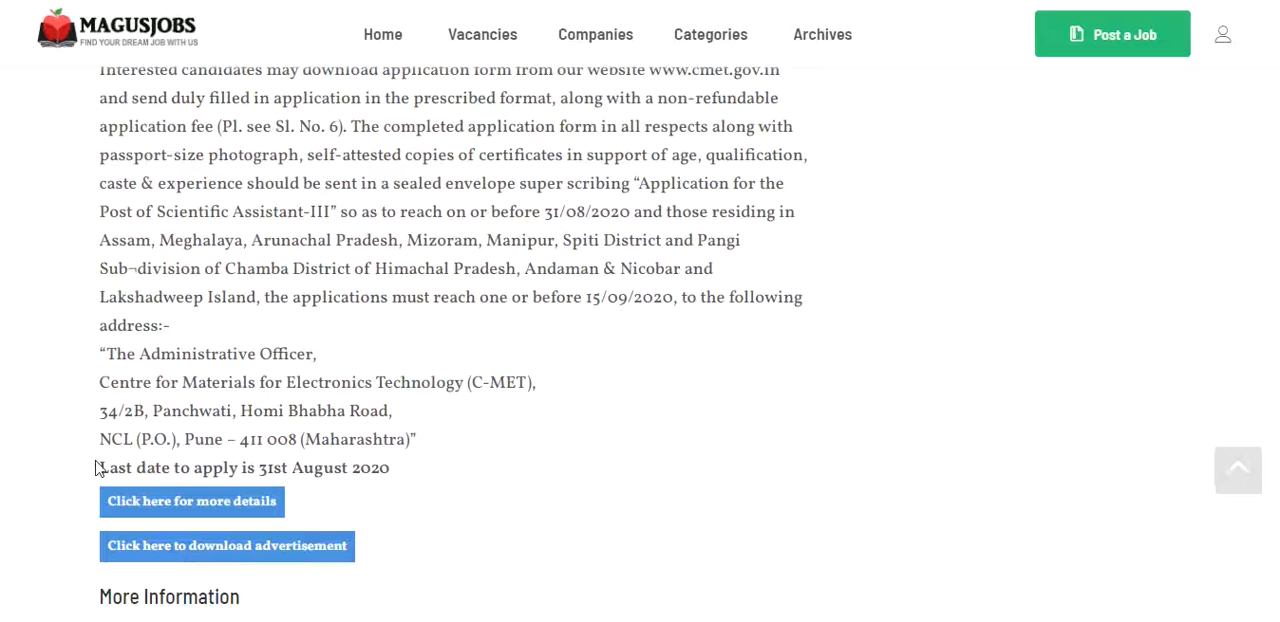 MAGUSJOBS
FIND YOUR DREAM JOB WITH US
Home
Vacancies
Companies
Categories
Archives
Post a Job
Interested candidates may download application form from our website www.cmet.gov.in
and send duly filled in application in the prescribed format, along with a non-refundable
application fee (Pl. see Sl. No. 6). The completed application form in all respects along with
passport-size photograph, self-attested copies of certificates in support of age, qualification,
caste & experience should be sent in a sealed envelope super scribing “Application for the
Post of Scientific Assistant-III” so as to reach on or before 31/08/2020 and those residing in
Assam, Meghalaya, Arunachal Pradesh, Mizoram, Manipur, Spiti District and Pangi
Sub¬division of Chamba District of Himachal Pradesh, Andaman & Nicobar and
Lakshadweep Island, the applications must reach one or before 15/09/2020, to the following
address:-
“The Administrative Officer,
Centre for Materials for Electronics Technology (C-MET),
34/2B, Panchwati, Homi Bhabha Road,
NCL (P.O.), Pune – 411 008 (Maharashtra)”
Last date to apply is 31st August 2020
Click here for more details
Click here to download advertisement
More Information